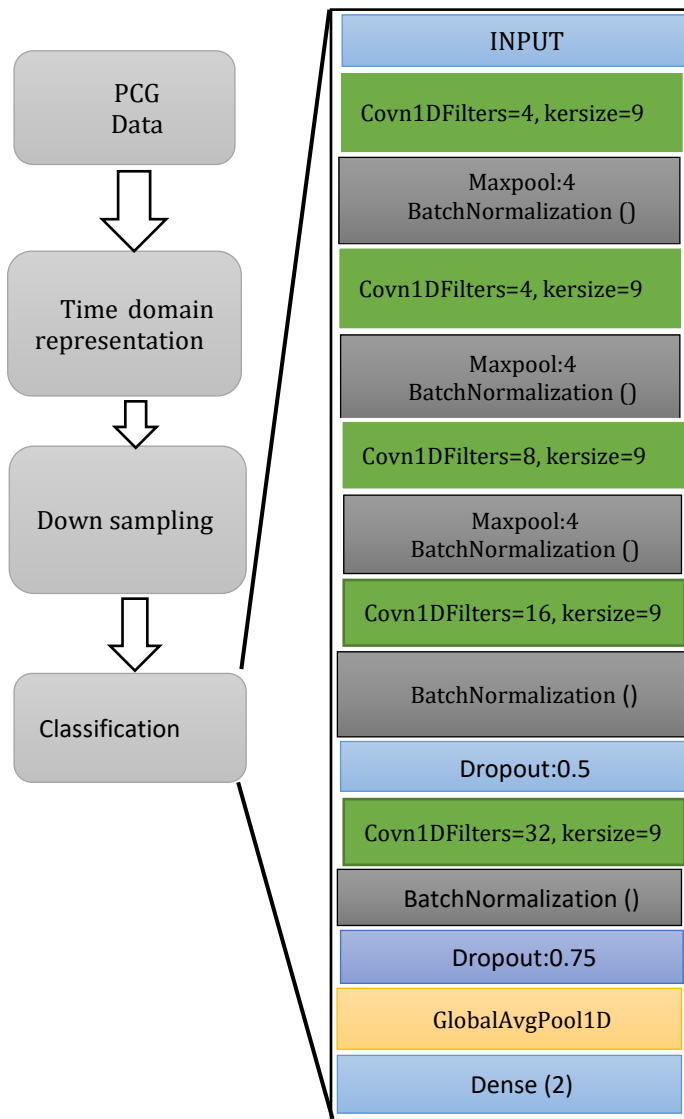 PCG
Data
Time domain
representation
Down sampling
Classification
INPUT
Covn1DFilters=4, kersize=9
Maxpool:4
BatchNormalization ()
Covn1DFilters=4, kersize=9
Maxpool:4
BatchNormalization ()
Covn1DFilters=8, kersize=9
Maxpool:4
BatchNormalization ()
Covn1DFilters=16, kersize=9
BatchNormalization ()
Dropout:0.5
Covn1DFilters=32, kersize=9
BatchNormalization ()
Dropout:0.75
GlobalAvgPool1D
Dense (2)